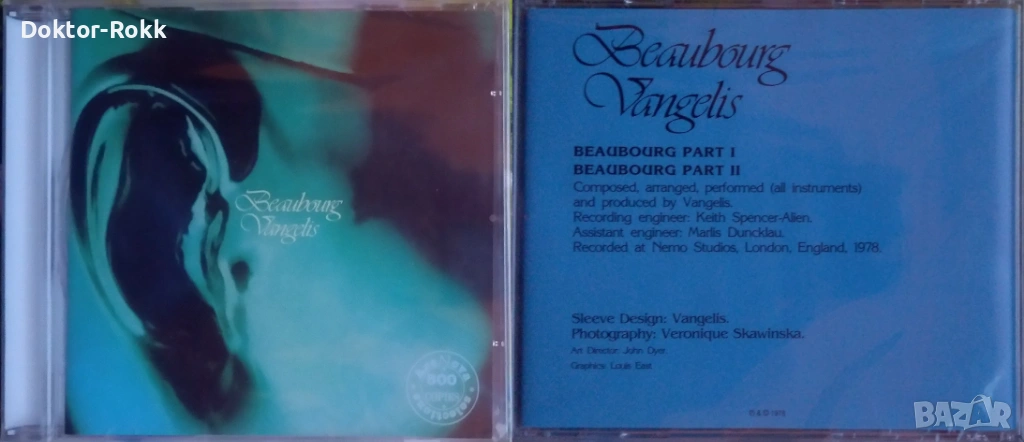 Doktor-Rokk
Beaubourg
Vangelis
800
Beaubourg
Vangelis
BEAUBOURG PART I
BEAUBOURG PART II
Composed, arranged, performed (all instruments)
and produced by Vangelis.
Recording engineer: Keith Spencer-Allen.
Assistant engineer: Marlis Duncklau.
Recorded at Nemo Studios, London, England, 1978.
Sleeve Design: Vangelis.
Photography: Veronique Skawinska.
Art Director: John Dyer.
Graphics: Louis East
BAZAR